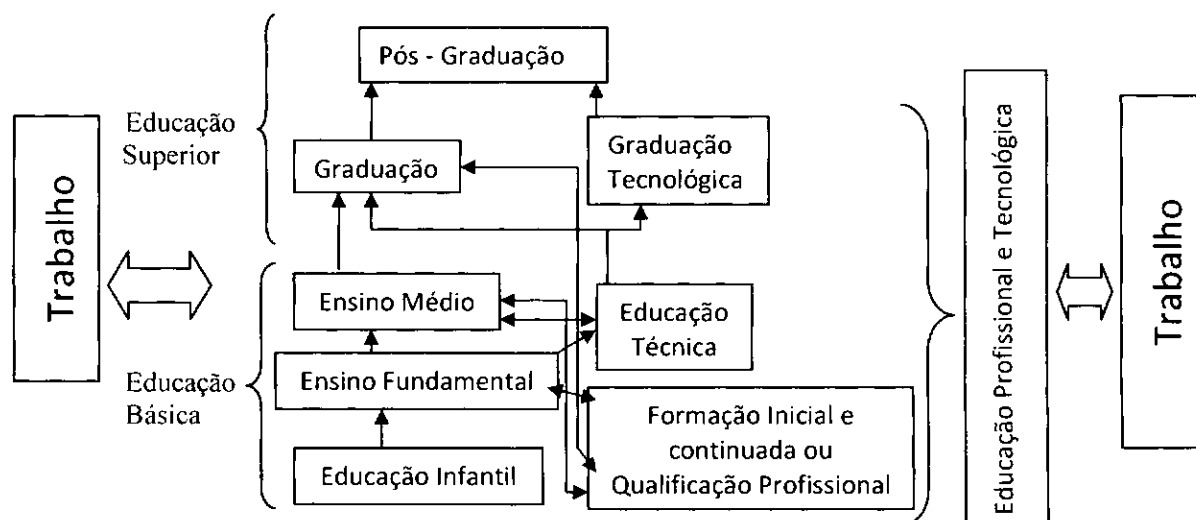 Trabalho
Educação
Superior
Educação
Básica
Pós - Graduação
Graduação
Graduação
Tecnológica
Ensino Médio
Educação
Técnica
Ensino Fundamental
Formação Inicial e
continuada ou
Qualificação Profissional
Educação Infantil
Educação Profissional e Tecnológica
Trabalho